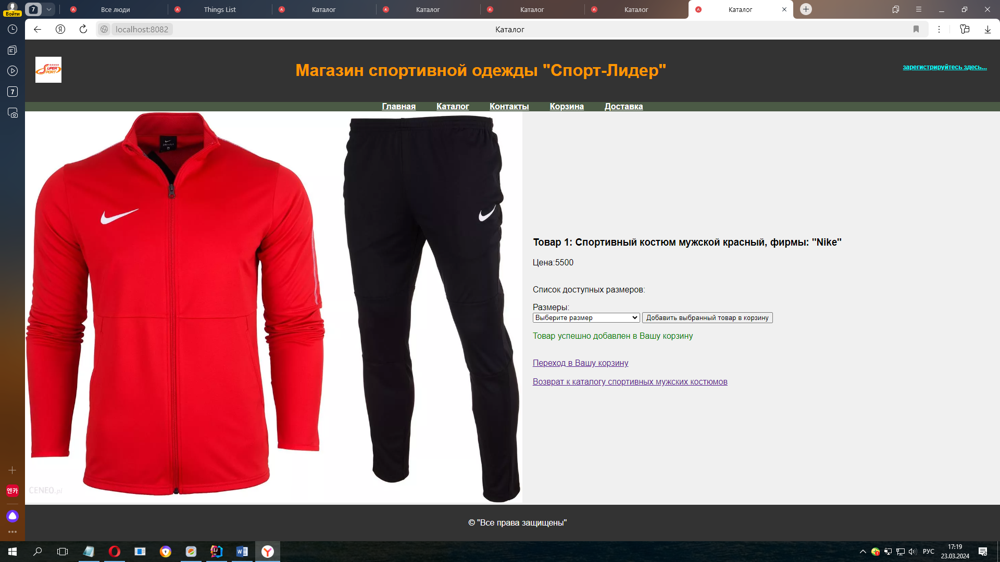 7
Все люди
Things List
Каталог
Каталог
Каталог
Каталог
Каталог
Войти
localhost:8082
Каталог
7
SUPER SPORT
Магазин спортивной одежды "Спорт-Лидер"
зарегистрируйтесь здесь...
Главная
Каталог
Контакты
Корзина
Доставка
Товар 1: Спортивный костюм мужской красный, фирмы: "Nike"
Цена:5500
Список доступных размеров:
Размеры:
Выберите размер
Добавить выбранный товар в корзину
Товар успешно добавлен в Вашу корзину
Переход в Вашу корзину
Возврат к каталогу спортивных мужских костюмов
CENEO.pl
엔카
© "Все права защищены"
РУС
17:19
23.03.2024